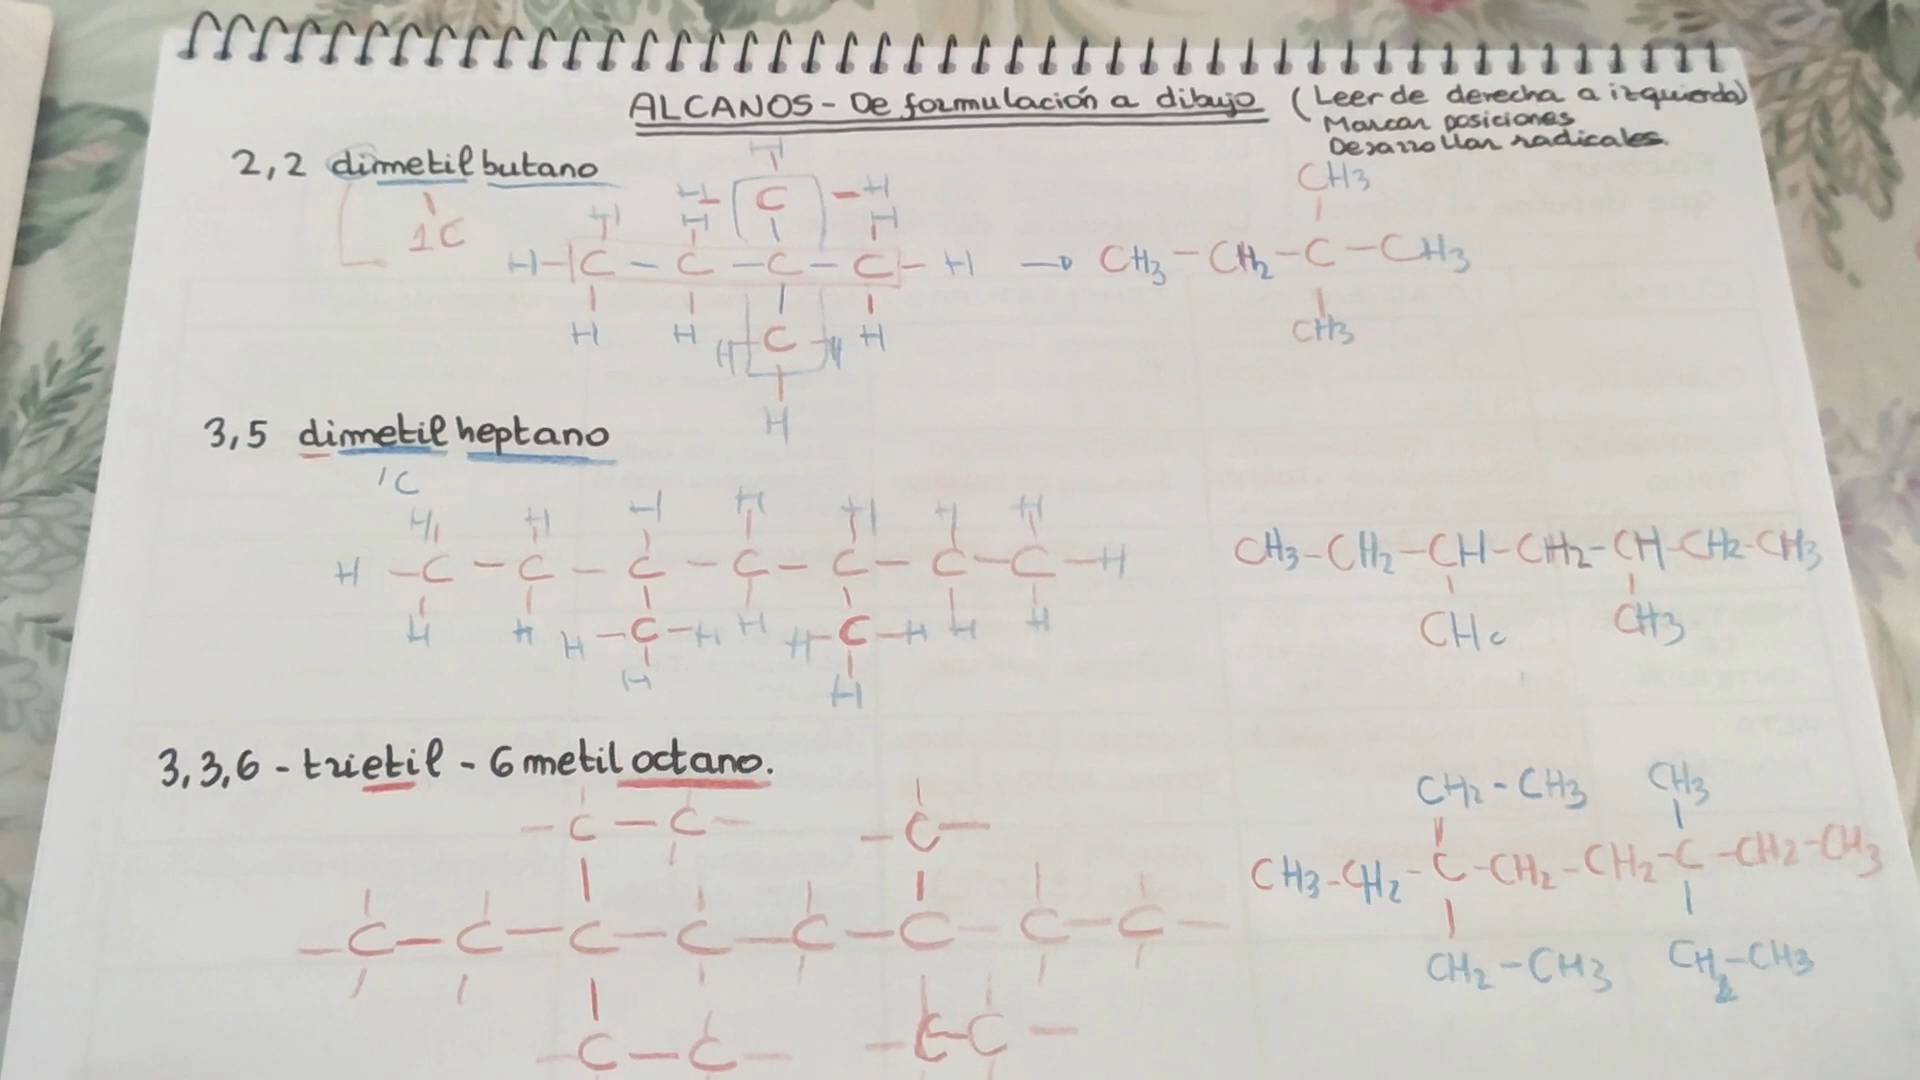 ALCANOS - De formulación a dibujo (Leer de derecha a izquierda)
Marcar posiciones
Desarrollar radicales.
2,2 dimetil butano
1C
H
H- C -H
H H H
H-C-C-C-C-H → CH3-CH2-C-CH3
CH3
CH3
H H H
H C H
H
3,5 dimetil heptano
1C
H H H H H H H
H-C-C-C-C-C-C-C-H
H H H-C-H H H-C-H H H
H H
CH3-CH2-CH-CH2-CH-CH2-CH3
CHc CH3
3,3,6 - trietil - 6 metil octano.
-C-C- -C-
-C-C-C-C-C-C-C-C-
-C-C- -C-C-
CH2-CH3 CH3
CH3-CH2-C-CH2-CH2-C-CH2-CH3
CH2-CH3 CH2-CH3